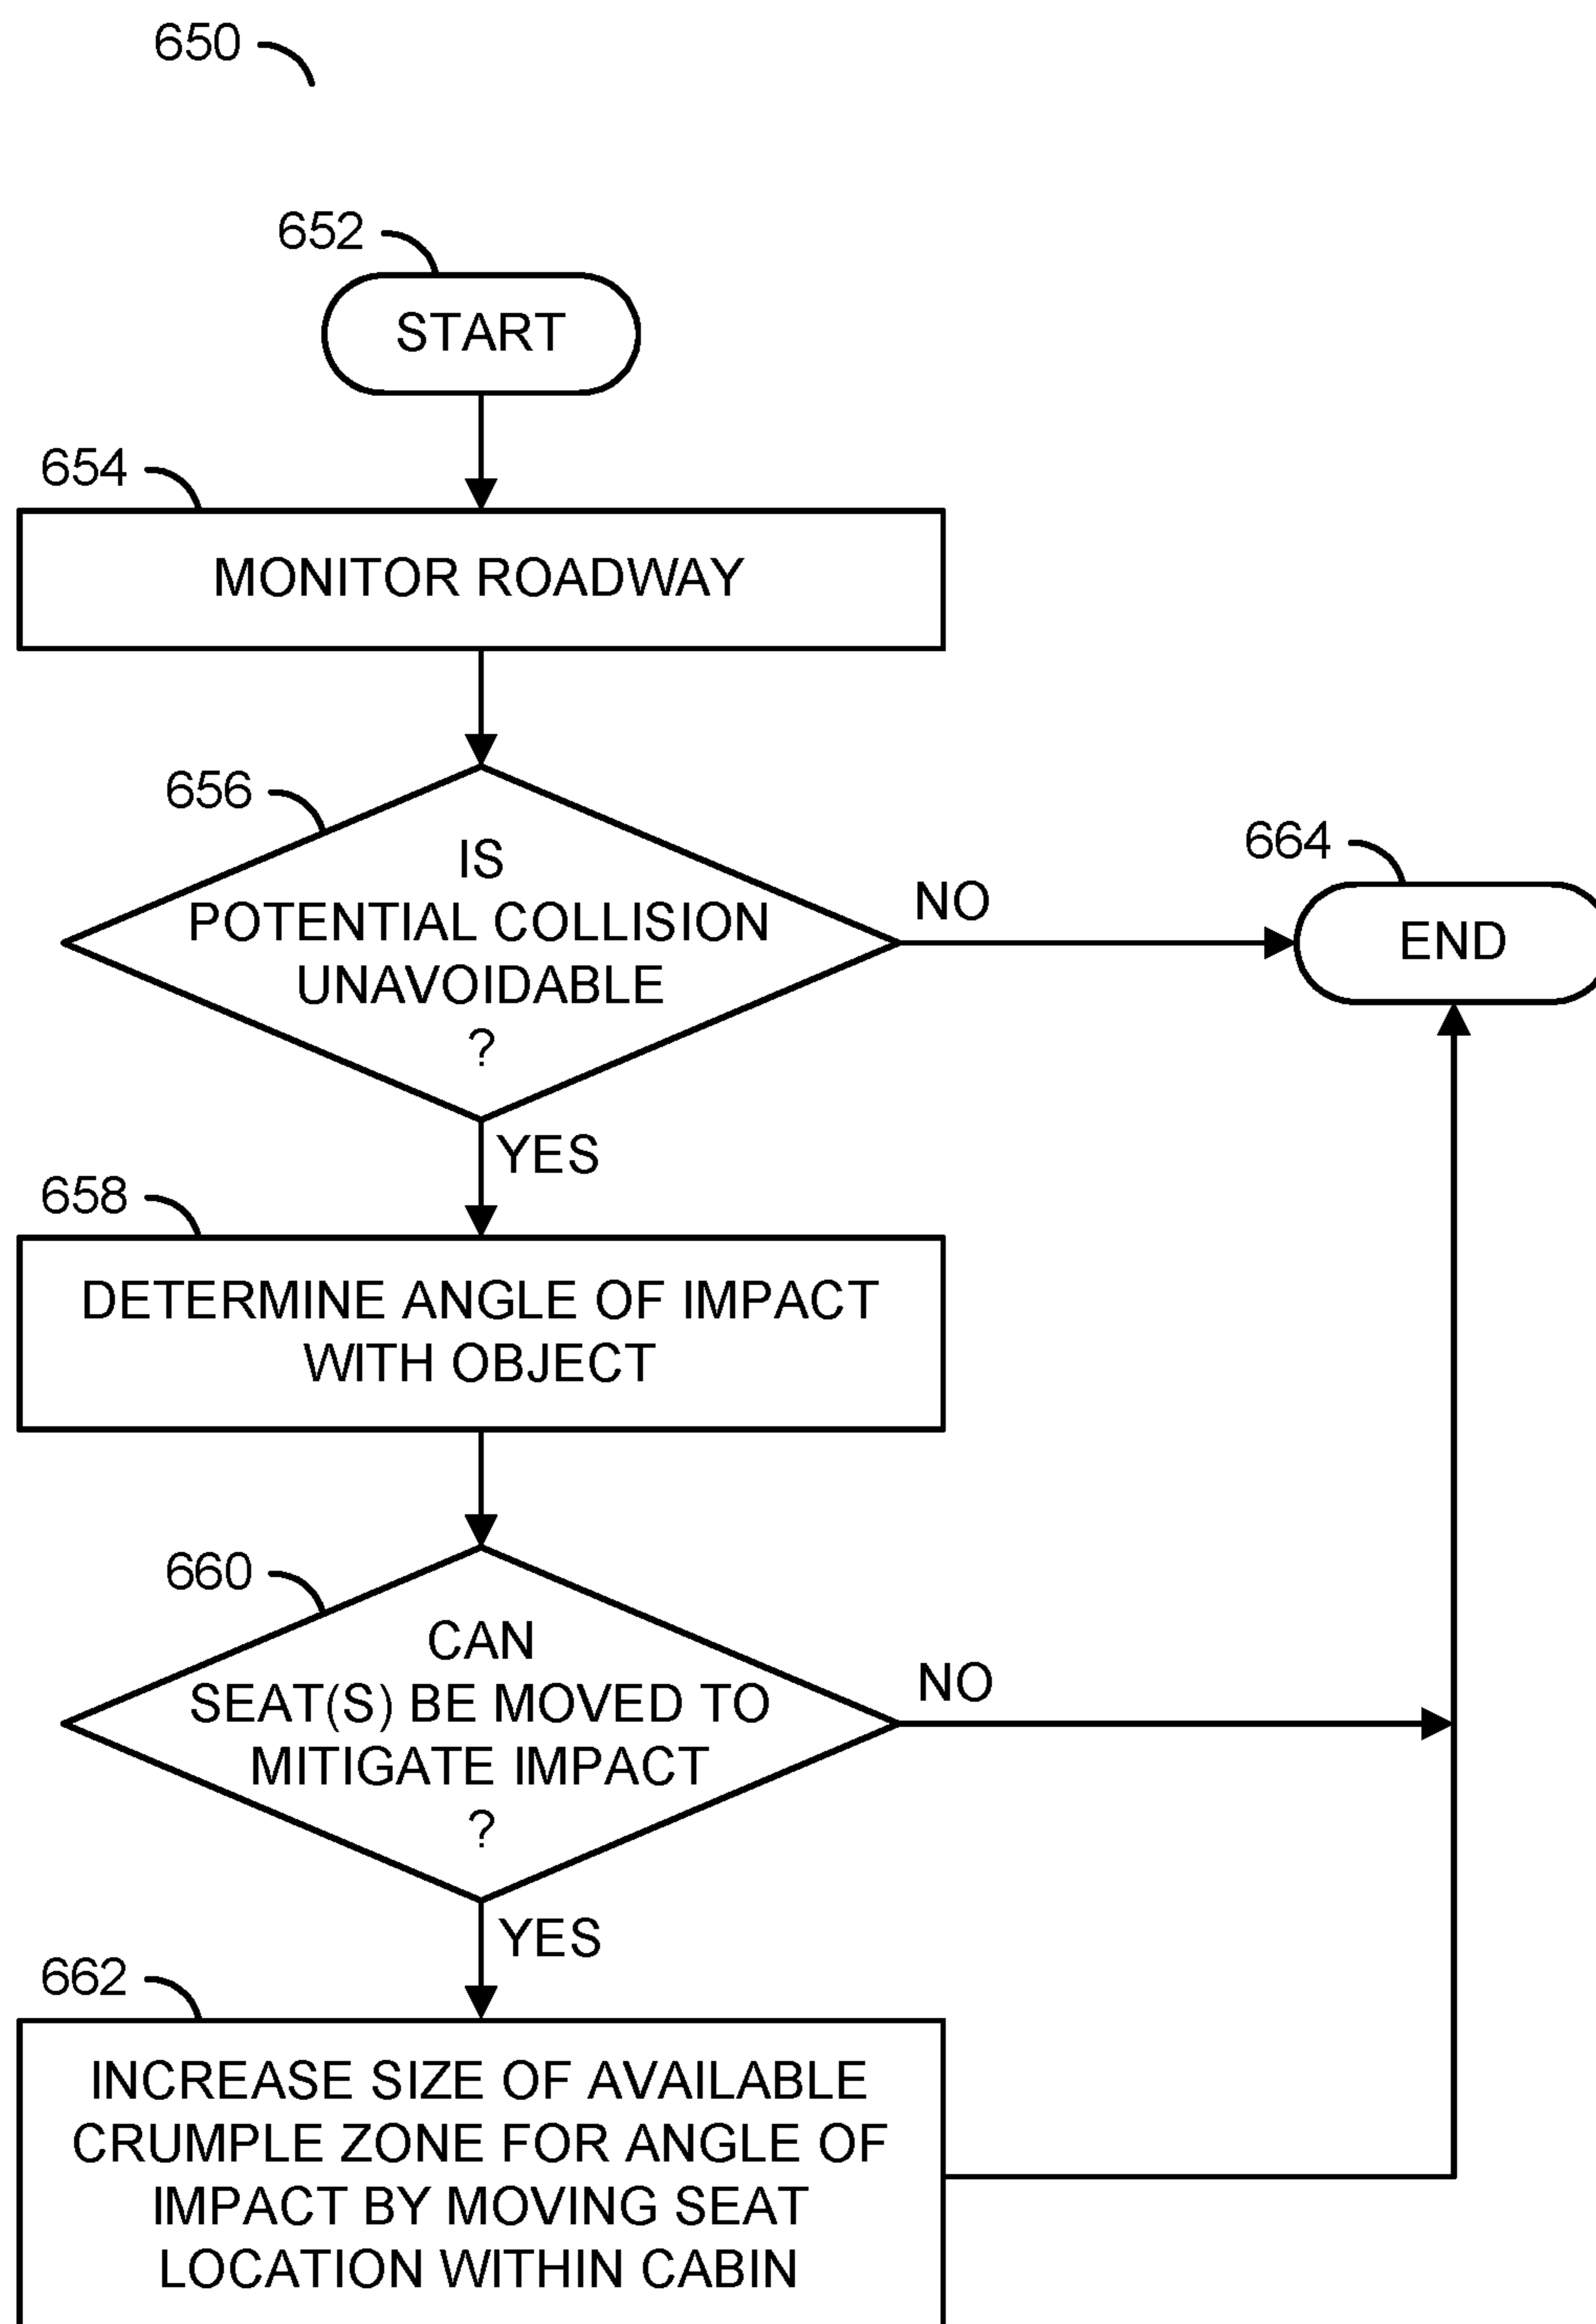 650
652
START
654
MONITOR ROADWAY
656
IS
POTENTIAL COLLISION
UNAVOIDABLE
?
NO
664
END
YES
658
DETERMINE ANGLE OF IMPACT
WITH OBJECT
660
CAN
SEAT(S) BE MOVED TO
MITIGATE IMPACT
?
NO
YES
662
INCREASE SIZE OF AVAILABLE
CRUMPLE ZONE FOR ANGLE OF
IMPACT BY MOVING SEAT
LOCATION WITHIN CABIN